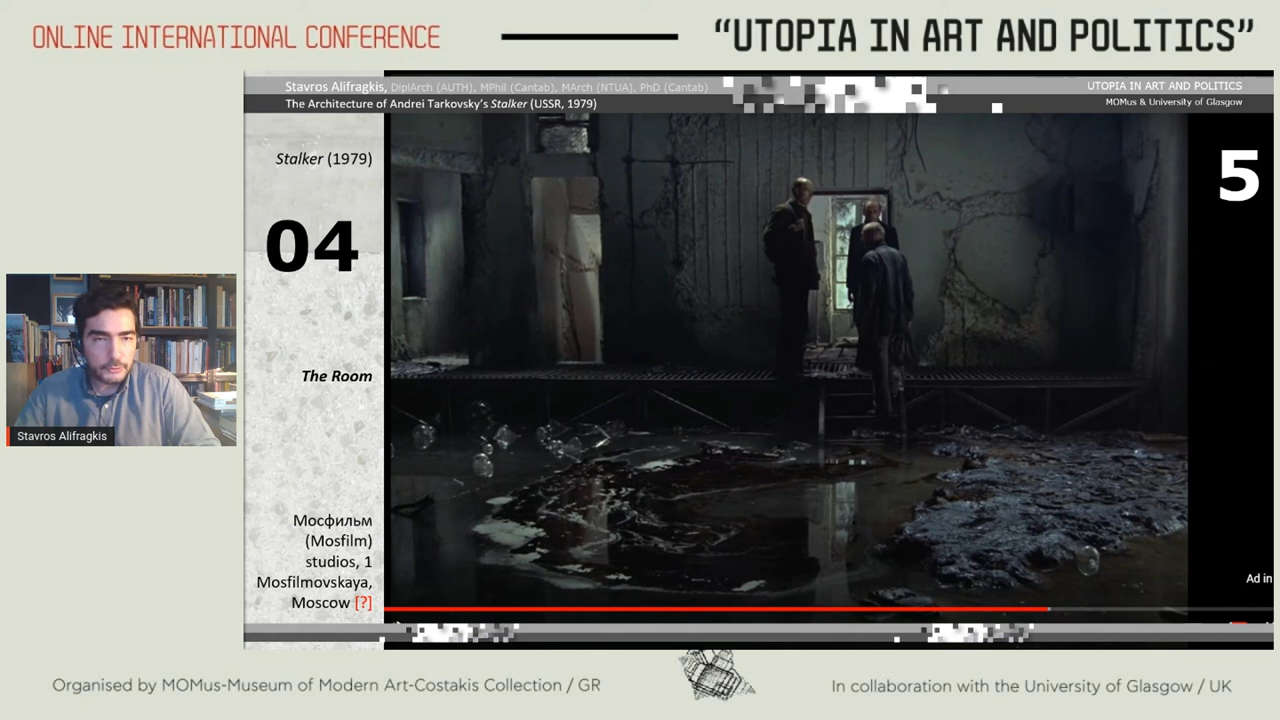 ONLINE INTERNATIONAL CONFERENCE
“UTOPIA IN ART AND POLITICS”
Stavros Alifragkis, DiplArch (AUTH), MPhil (Cantab), MArch (NTUA), PhD (Cantab)
UTOPIA IN ART AND POLITICS
The Architecture of Andrei Tarkovsky’s Stalker (USSR, 1979)
MOMus & University of Glasgow
Stalker (1979)
5
04
The Room
Stavros Alifragkis
Мосфильм
(Mosfilm)
studios, 1
Mosfilmovskaya,
Moscow [?]
Ad in
Organised by MOMus-Museum of Modern Art-Costakis Collection / GR
In collaboration with the University of Glasgow / UK